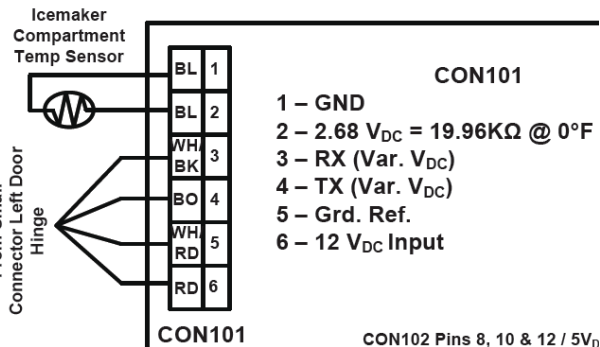 Icemaker
Compartment
Temp Sensor
BL 1
BL 2
WH/
BK 3
BO 4
WH/
RD 5
RD 6
Connector Left Door
Hinge
CON101
CON101
1 – GND
2 – 2.68 VDC = 19.96KΩ @ 0°F
3 – RX (Var. VDC)
4 – TX (Var. VDC)
5 – Grd. Ref.
6 – 12 VDC Input
CON102 Pins 8, 10 & 12 / 5VD